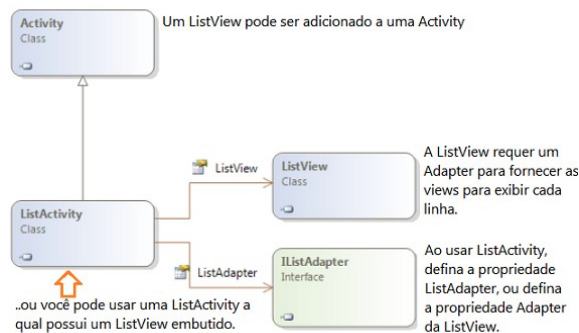 Activity
Class
Um ListView pode ser adicionado a uma Activity
ListView
ListView
Class
A ListView requer um
Adapter para fornecer as
views para exibir cada
linha.
ListActivity
Class
ListAdapter
IListAdapter
Interface
Ao usar ListActivity,
defina a propriedade
ListAdapter, ou defina
a propriedade Adapter
da ListView.
..ou você pode usar uma ListActivity a
qual possui um ListView embutido.